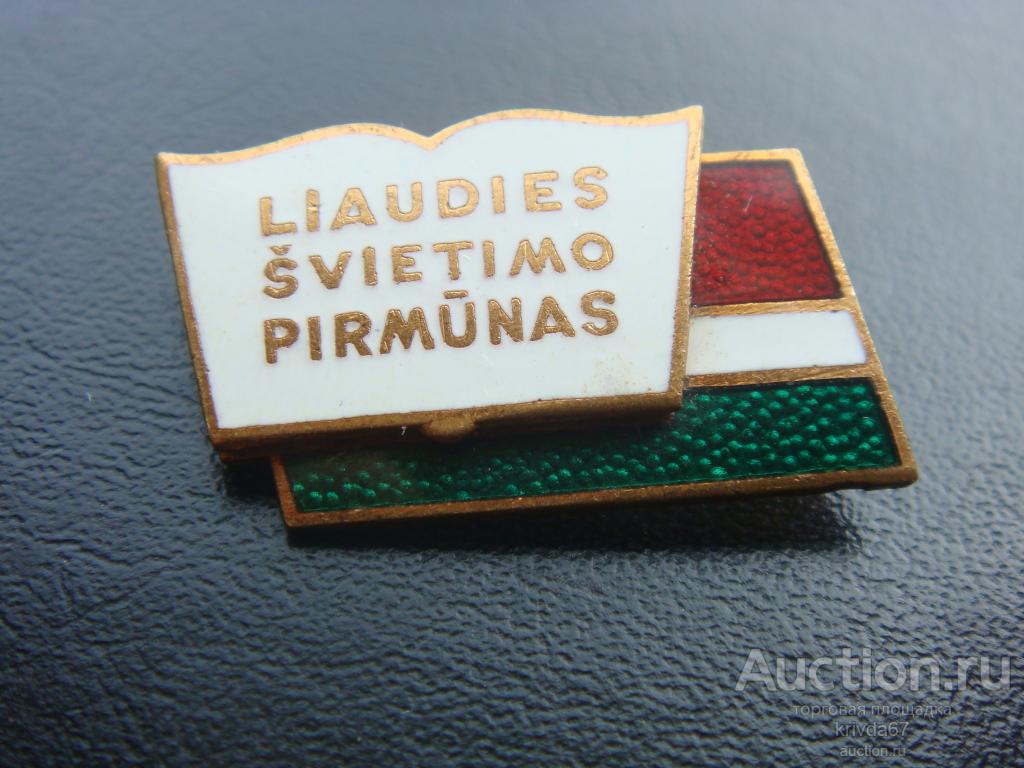 LIAUDIES
ŠVIETIMO
PIRMŪNAS
Auction.ru
торговая площадка
krivda67
auction.ru